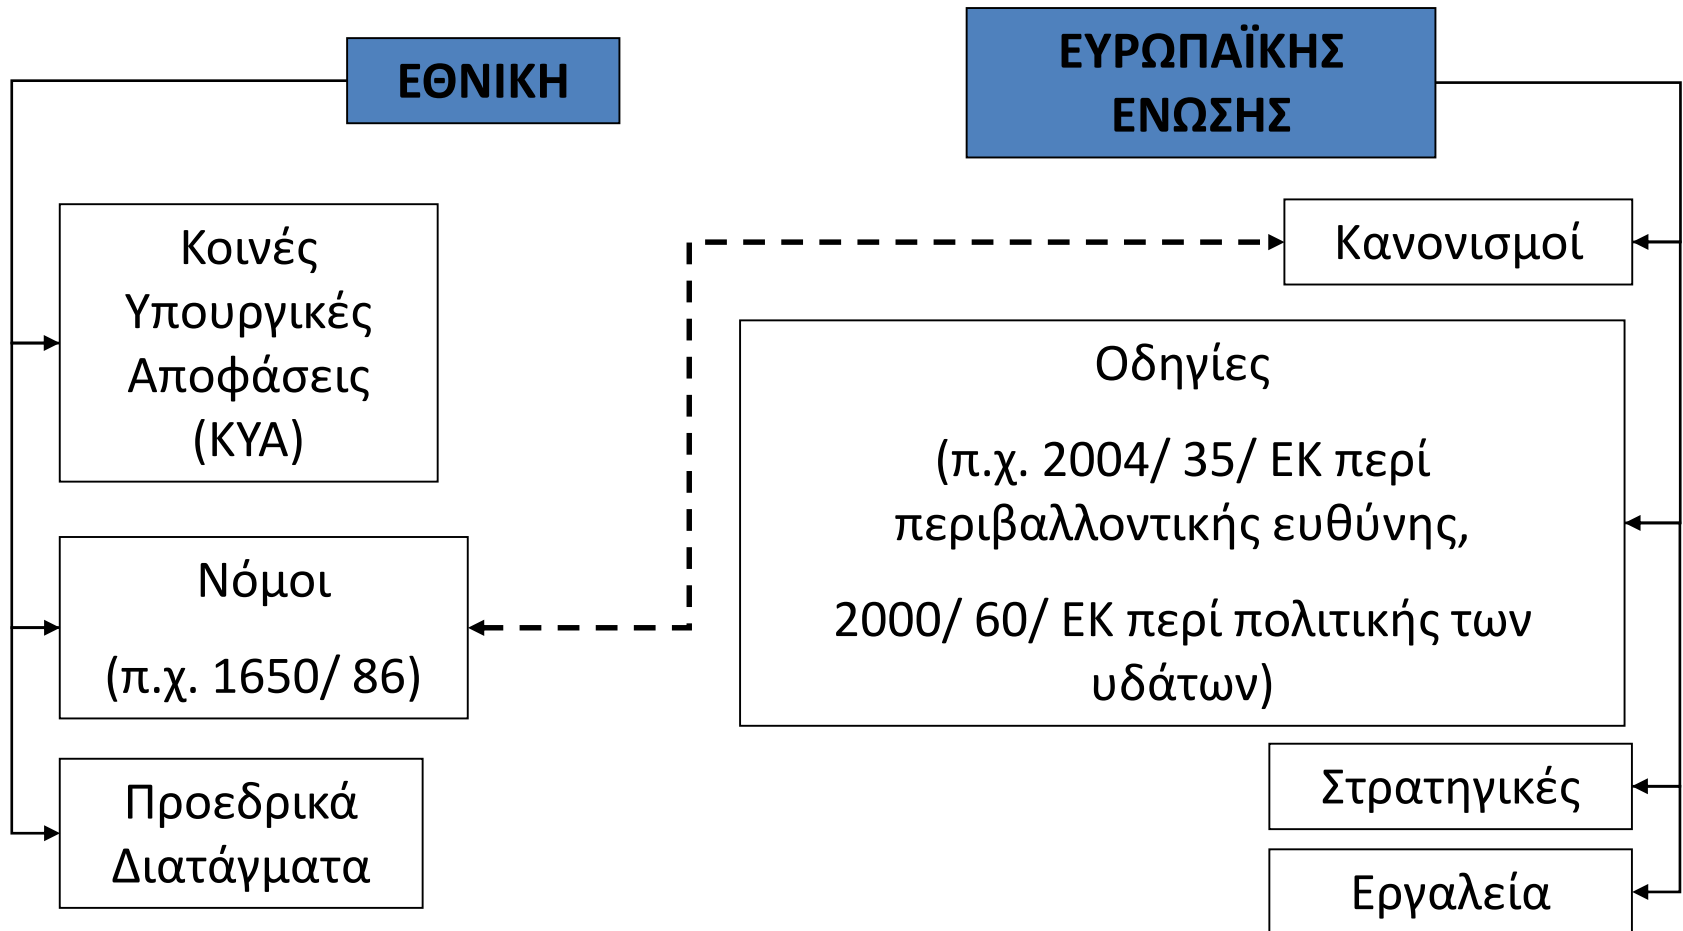 ΕΘΝΙΚΗ
Κοινές
Υπουργικές
Αποφάσεις
(ΚΥΑ)
Νόμοι
(π.χ. 1650/ 86)
Προεδρικά
Διατάγματα
ΕΥΡΩΠΑΪΚΗΣ
ΕΝΩΣΗΣ
Κανονισμοί
Οδηγίες
(π.χ. 2004/ 35/ ΕΚ περί
περιβαλλοντικής ευθύνης,
2000/ 60/ ΕΚ περί πολιτικής των
υδάτων)
Στρατηγικές
Εργαλεία